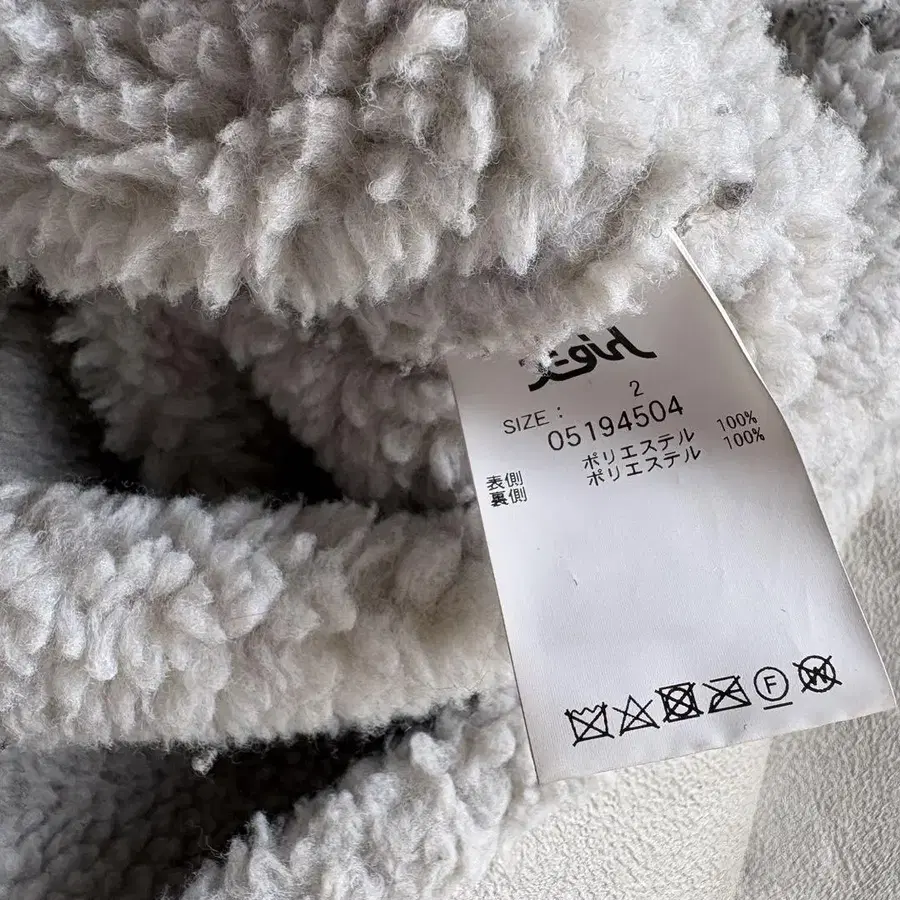 X-girl
SIZE : 2
05194504
表側 ポリエステル 100%
裏側 ポリエステル 100%
F
W